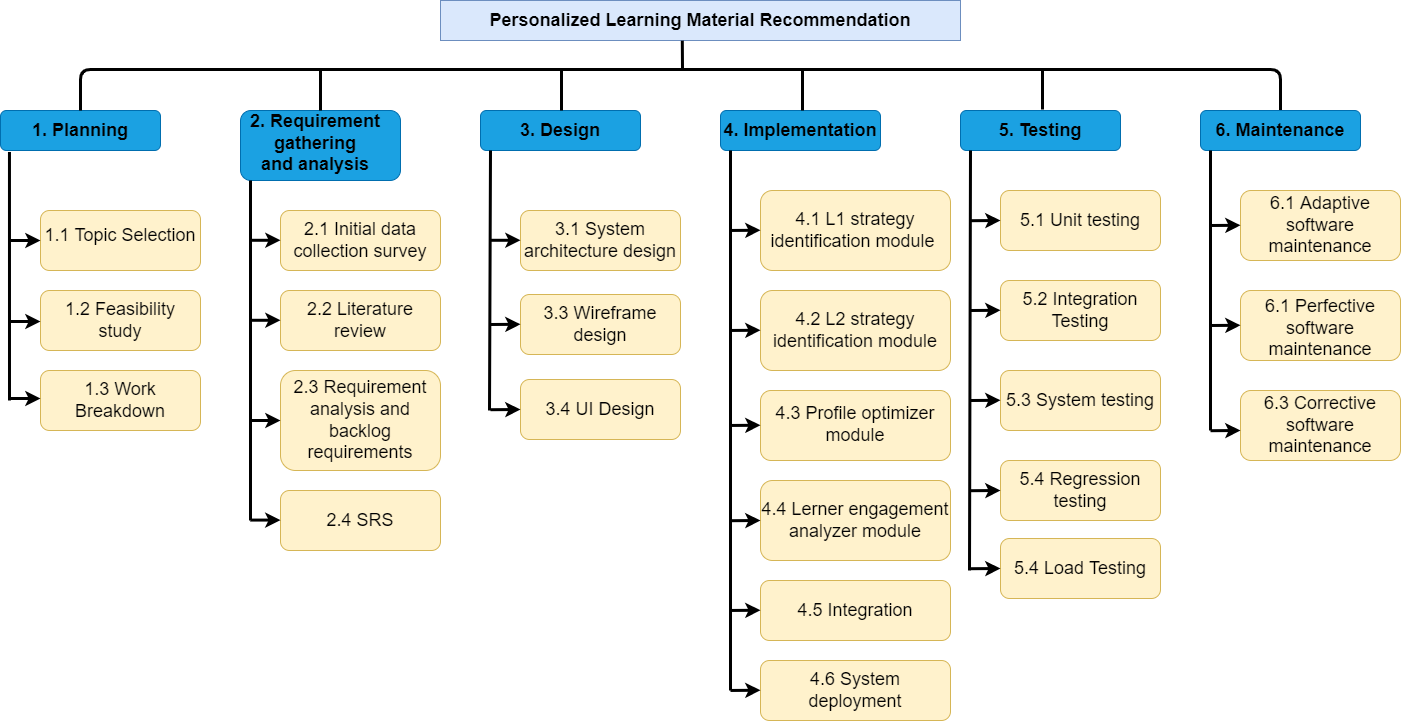 Personalized Learning Material Recommendation
1. Planning
1.1 Topic Selection
1.2 Feasibility
study
1.3 Work
Breakdown
2. Requirement
gathering
and analysis
2.1 Initial data
collection survey
2.2 Literature
review
2.3 Requirement
analysis and
backlog
requirements
2.4 SRS
3. Design
3.1 System
architecture design
3.3 Wireframe
design
3.4 UI Design
4. Implementation
4.1 L1 strategy
identification module
4.2 L2 strategy
identification module
4.3 Profile optimizer
module
4.4 Lerner engagement
analyzer module
4.5 Integration
4.6 System
deployment
5. Testing
5.1 Unit testing
5.2 Integration
Testing
5.3 System testing
5.4 Regression
testing
5.4 Load Testing
6. Maintenance
6.1 Adaptive
software
maintenance
6.1 Perfective
software
maintenance
6.3 Corrective
software
maintenance